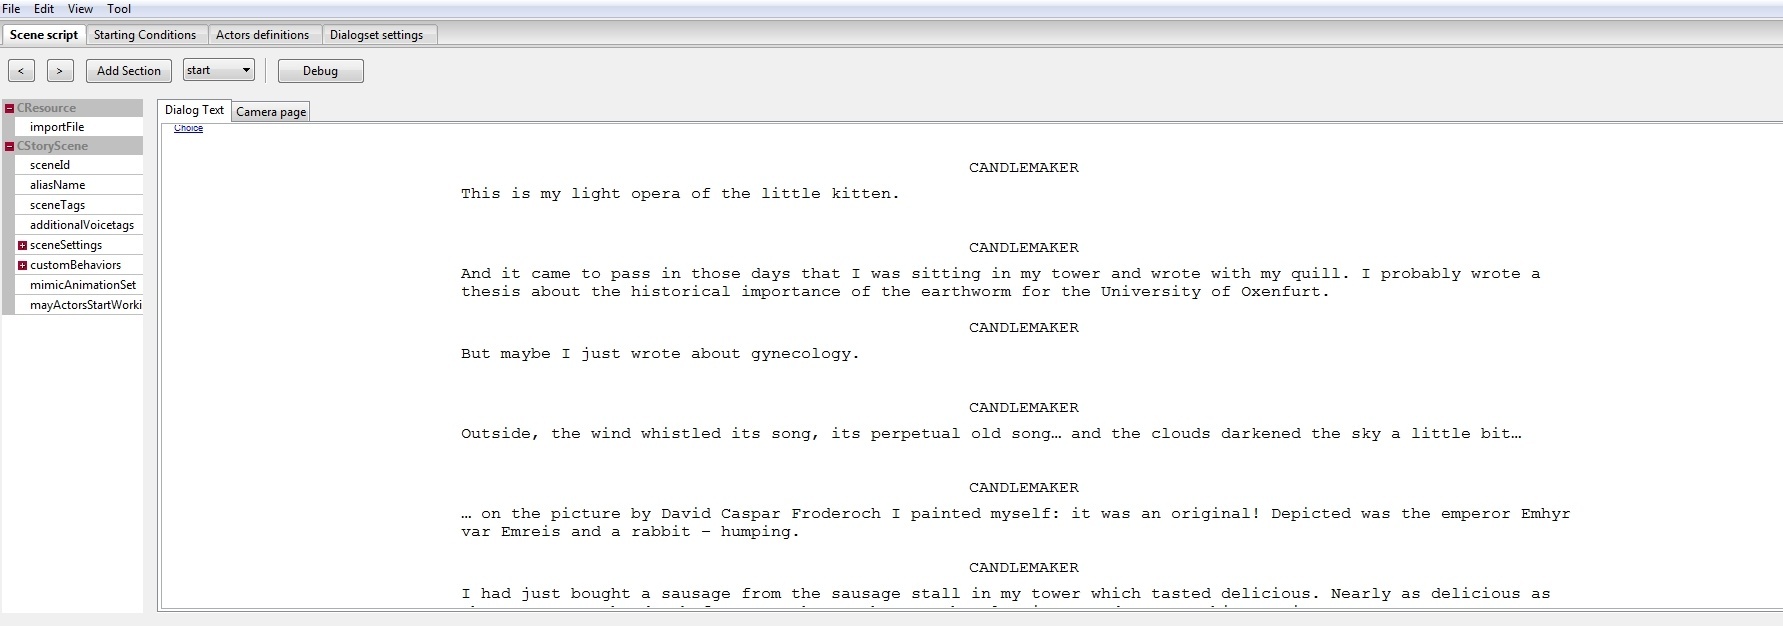 File Edit View Tool
Scene script Starting Conditions Actors definitions Dialogset settings
< > Add Section start Debug
CResource
importFile
CStoryScene
sceneId
aliasName
sceneTags
additionalVoicetags
sceneSettings
customBehaviors
mimicAnimationSet
mayActorsStartWorki
Dialog Text Camera page
Choice
CANDLEMAKER
This is my light opera of the little kitten.
CANDLEMAKER
And it came to pass in those days that I was sitting in my tower and wrote with my quill. I probably wrote a
thesis about the historical importance of the earthworm for the University of Oxenfurt.
CANDLEMAKER
But maybe I just wrote about gynecology.
CANDLEMAKER
Outside, the wind whistled its song, its perpetual old song… and the clouds darkened the sky a little bit…
CANDLEMAKER
… on the picture by David Caspar Froderoch I painted myself: it was an original! Depicted was the emperor Emhyr
var Emreis and a rabbit – humping.
CANDLEMAKER
I had just bought a sausage from the sausage stall in my tower which tasted delicious. Nearly as delicious as